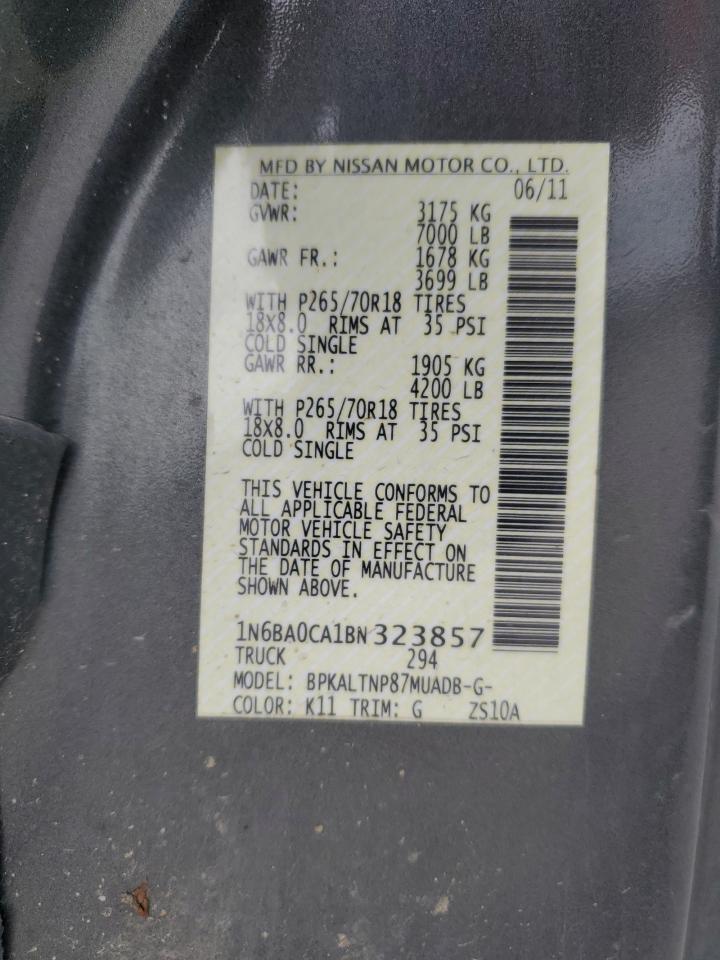 MFD BY NISSAN MOTOR CO., LTD.
DATE: 06/11
GVWR: 3175 KG
7000 LB
GAWR FR.: 1678 KG
3699 LB
WITH P265/70R18 TIRES
18X8.0 RIMS AT 35 PSI
COLD SINGLE
GAWR RR.: 1905 KG
4200 LB
WITH P265/70R18 TIRES
18X8.0 RIMS AT 35 PSI
COLD SINGLE
THIS VEHICLE CONFORMS TO
ALL APPLICABLE FEDERAL
MOTOR VEHICLE SAFETY
STANDARDS IN EFFECT ON
THE DATE OF MANUFACTURE
SHOWN ABOVE.
1N6BA0CA1BN323857
TRUCK 294
MODEL: BPKALTNP87MUADB-G-
COLOR: K11 TRIM: G ZS10A